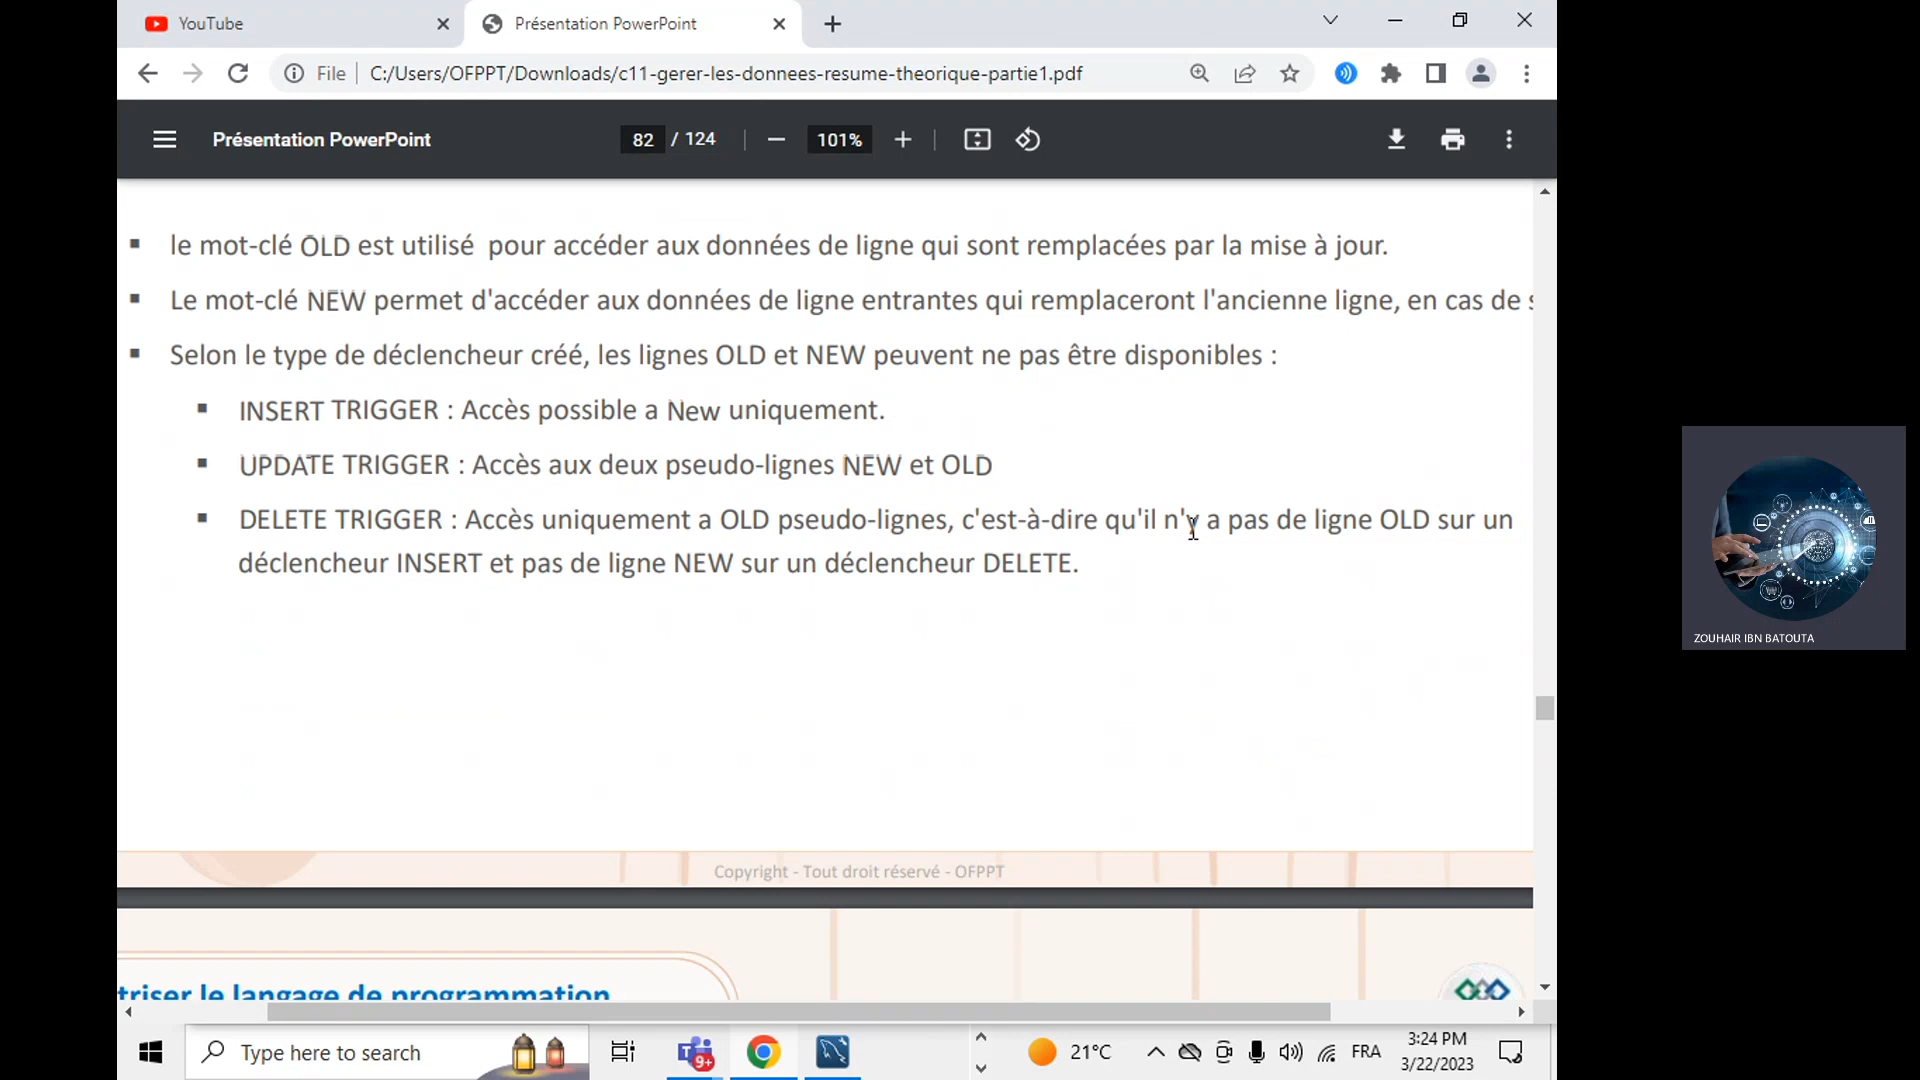 YouTube
Présentation PowerPoint
File
C:/Users/OFPPT/Downloads/c11-gerer-les-donnees-resume-theorique-partie1.pdf
Présentation PowerPoint
82 / 124
101%
le mot-clé OLD est utilisé pour accéder aux données de ligne qui sont remplacées par la mise à jour.
Le mot-clé NEW permet d'accéder aux données de ligne entrantes qui remplaceront l'ancienne ligne, en cas de
Selon le type de déclencheur créé, les lignes OLD et NEW peuvent ne pas être disponibles :
INSERT TRIGGER : Accès possible a New uniquement.
UPDATE TRIGGER : Accès aux deux pseudo-lignes NEW et OLD
DELETE TRIGGER : Accès uniquement a OLD pseudo-lignes, c'est-à-dire qu'il n'y a pas de ligne OLD sur un
déclencheur INSERT et pas de ligne NEW sur un déclencheur DELETE.
ZOUHAIR IBN BATOUTA
Copyright - Tout droit réservé - OFPPT
triser le langage de programmation
Type here to search
9+
21°C
FRA
3:24 PM
3/22/2023